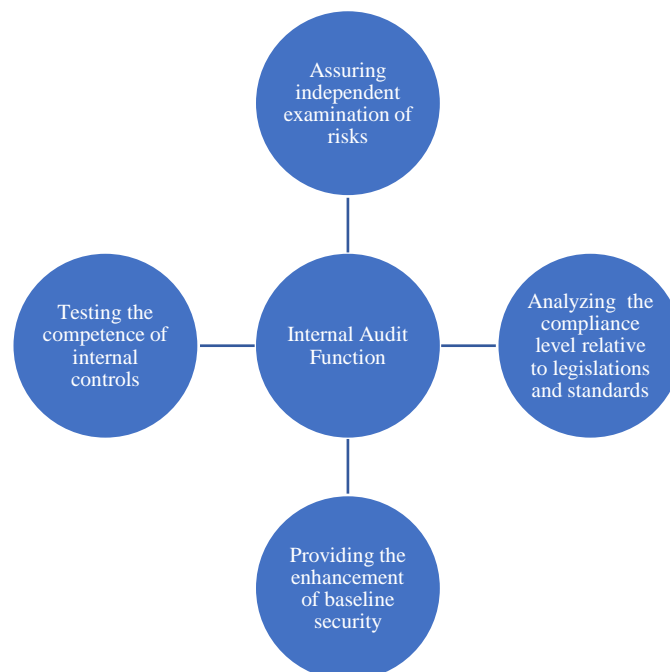 Assuring
independent
examination of
risks
Testing the
competence of
internal
controls
Internal Audit
Function
Analyzing the
compliance
level relative
to legislations
and standards
Providing the
enhancement
of baseline
security